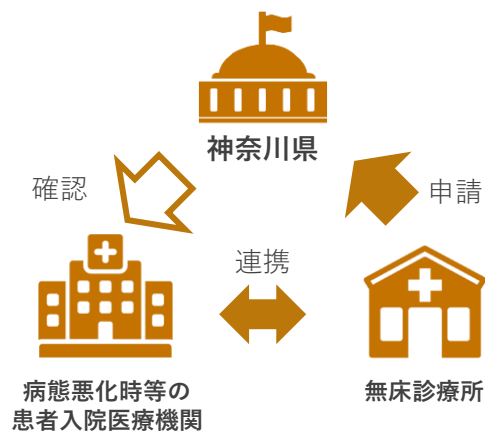 神奈川県
確認
申請
連携
病態悪化時等の
患者入院医療機関
無床診療所